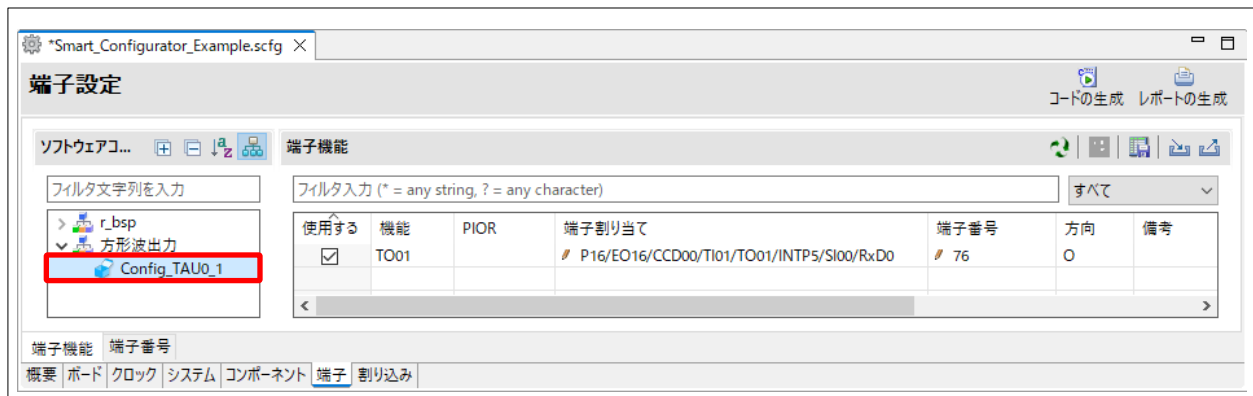 *Smart_Configurator_Example.scfg
端子設定
コードの生成 レポートの生成
ソフトウェアコ...
端子機能
フィルタ文字列を入力
フィルタ入力 (* = any string, ? = any character)
すべて
r_bsp
方形波出力
Config_TAU0_1
使用する 機能 PIOR 端子割り当て 端子番号 方向 備考
TO01 P16/EO16/CCD00/TI01/TO01/INTP5/SI00/RxD0 76 O
端子機能 端子番号
概要 ボード クロック システム コンポーネント 端子 割り込み